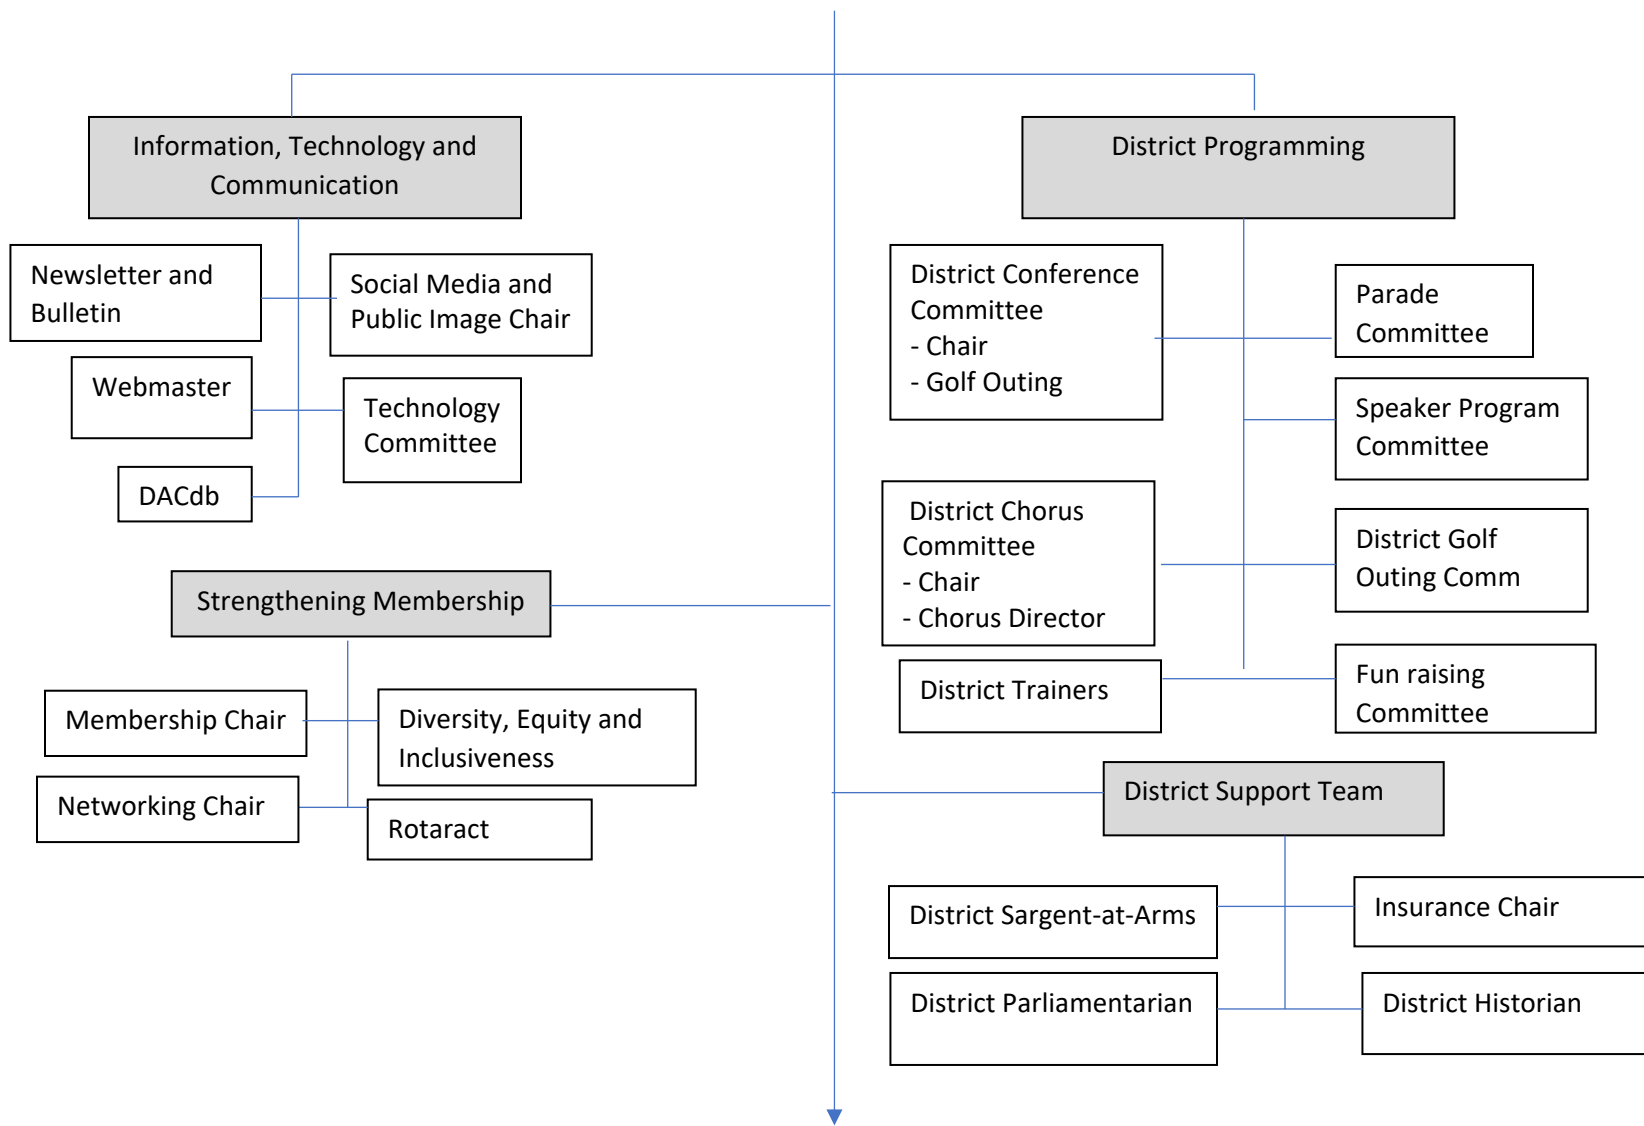 Information, Technology and
Communication
Newsletter and
Bulletin
Social Media and
Public Image Chair
Webmaster
Technology
Committee
DACdb
Strengthening Membership
Membership Chair
Diversity, Equity and
Inclusiveness
Networking Chair
Rotaract
District Programming
District Conference
Committee
- Chair
- Golf Outing
Parade
Committee
Speaker Program
Committee
District Chorus
Committee
- Chair
- Chorus Director
District Golf
Outing Comm
District Trainers
Fun raising
Committee
District Support Team
District Sargent-at-Arms
Insurance Chair
District Parliamentarian
District Historian